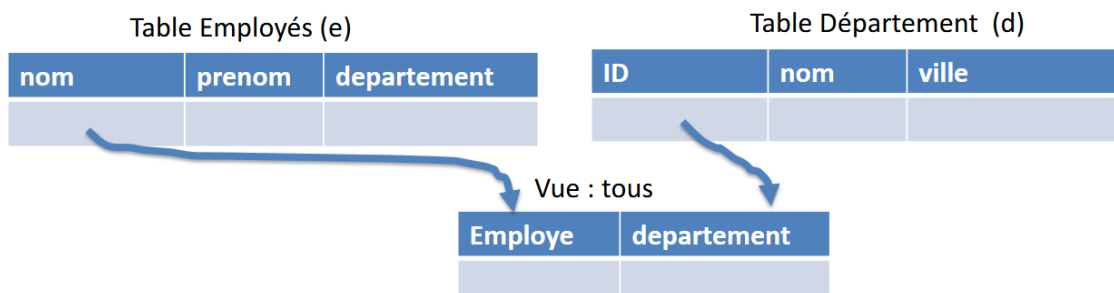 Table Employés (e)
Table Département  (d)
nom prenom departement
ID nom ville
Vue : tous
Employe departement